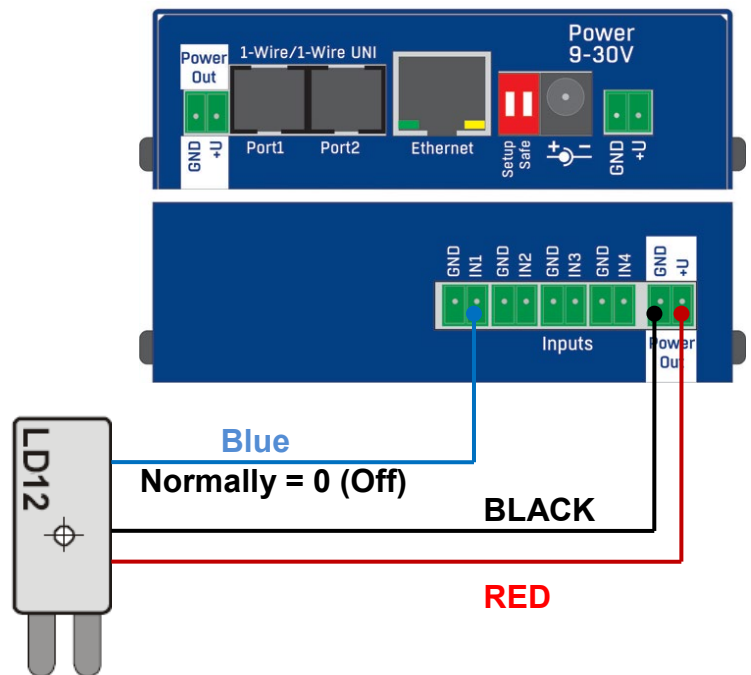 Power
9-30V
1-Wire/1-Wire UNI
Power
Out
GND
+U
Port1
Port2
Ethernet
Setup
Safe
+ -
GND
+U
GND
IN1
GND
IN2
GND
IN3
GND
IN4
GND
+U
Inputs
Power
Out
LD12
Blue
Normally = 0 (Off)
BLACK
RED